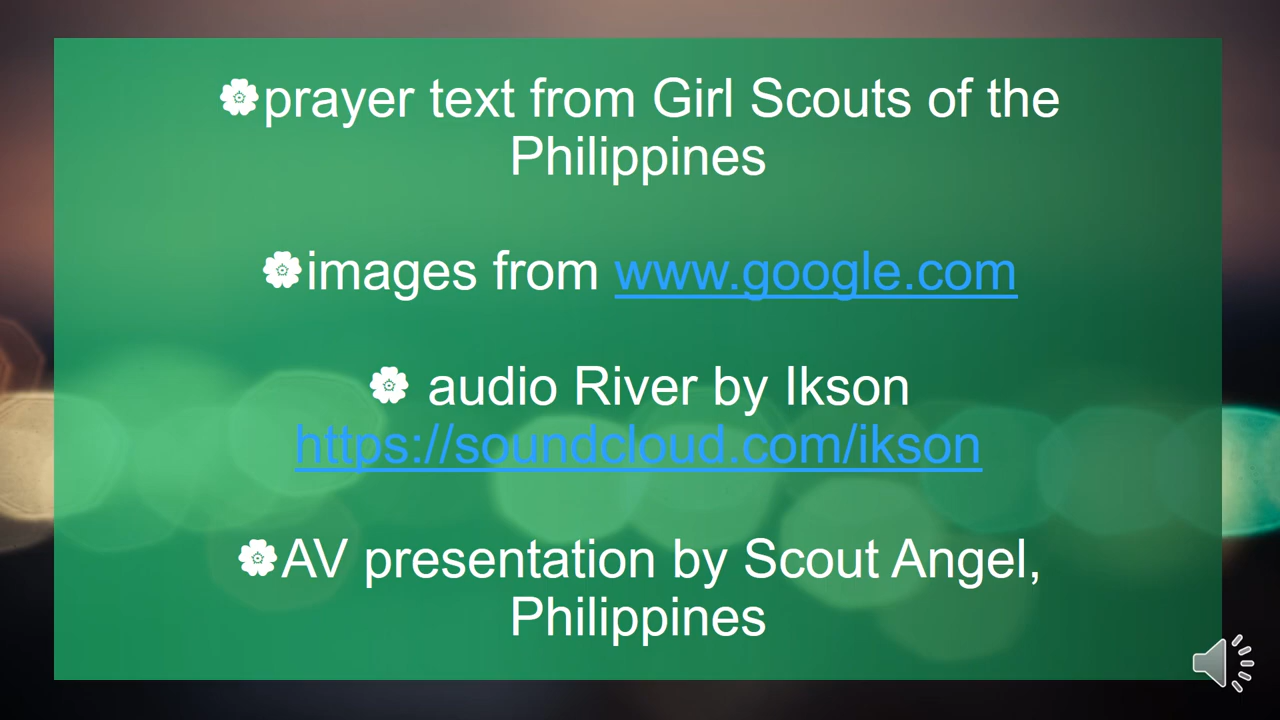 prayer text from Girl Scouts of the
Philippines
images from www.google.com
audio River by Ikson
https://soundcloud.com/ikson
AV presentation by Scout Angel,
Philippines